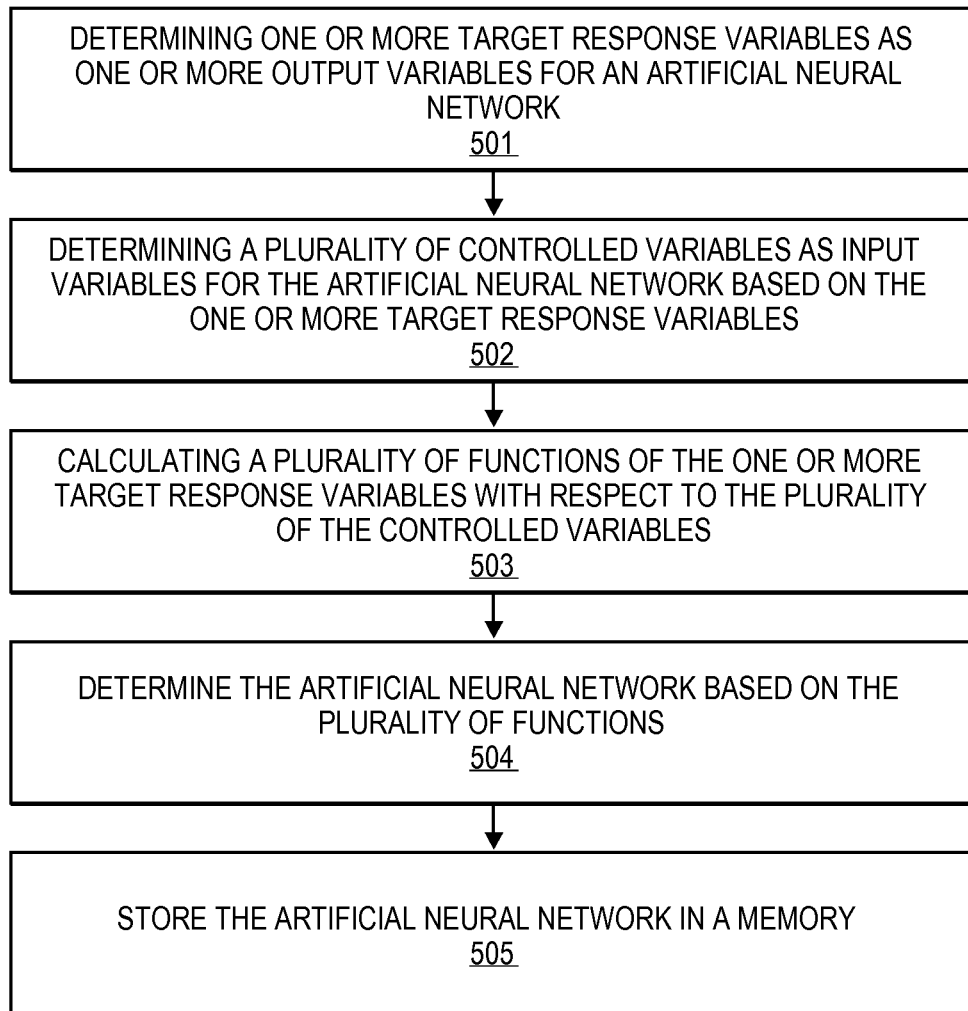 DETERMINING ONE OR MORE TARGET RESPONSE VARIABLES AS
ONE OR MORE OUTPUT VARIABLES FOR AN ARTIFICIAL NEURAL
NETWORK
501
DETERMINING A PLURALITY OF CONTROLLED VARIABLES AS INPUT
VARIABLES FOR THE ARTIFICIAL NEURAL NETWORK BASED ON THE
ONE OR MORE TARGET RESPONSE VARIABLES
502
CALCULATING A PLURALITY OF FUNCTIONS OF THE ONE OR MORE
TARGET RESPONSE VARIABLES WITH RESPECT TO THE PLURALITY
OF THE CONTROLLED VARIABLES
503
DETERMINE THE ARTIFICIAL NEURAL NETWORK BASED ON THE
PLURALITY OF FUNCTIONS
504
STORE THE ARTIFICIAL NEURAL NETWORK IN A MEMORY
505